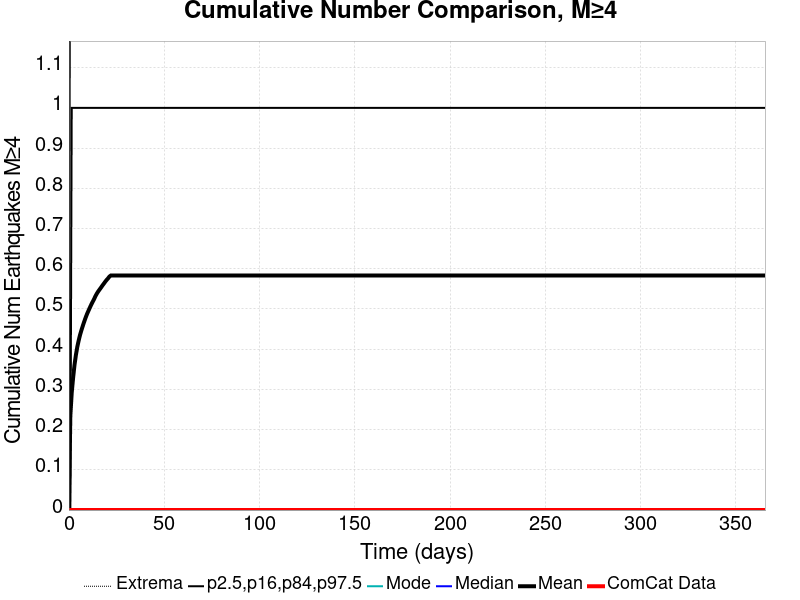 Cumulative Number Comparison, M≥4
Cumulative Num Earthquakes M≥4
1.1
1
0.9
0.8
0.7
0.6
0.5
0.4
0.3
0.2
0.1
0
0 50 100 150 200 250 300 350
Time (days)
Extrema p2.5,p16,p84,p97.5 Mode Median Mean ComCat Data